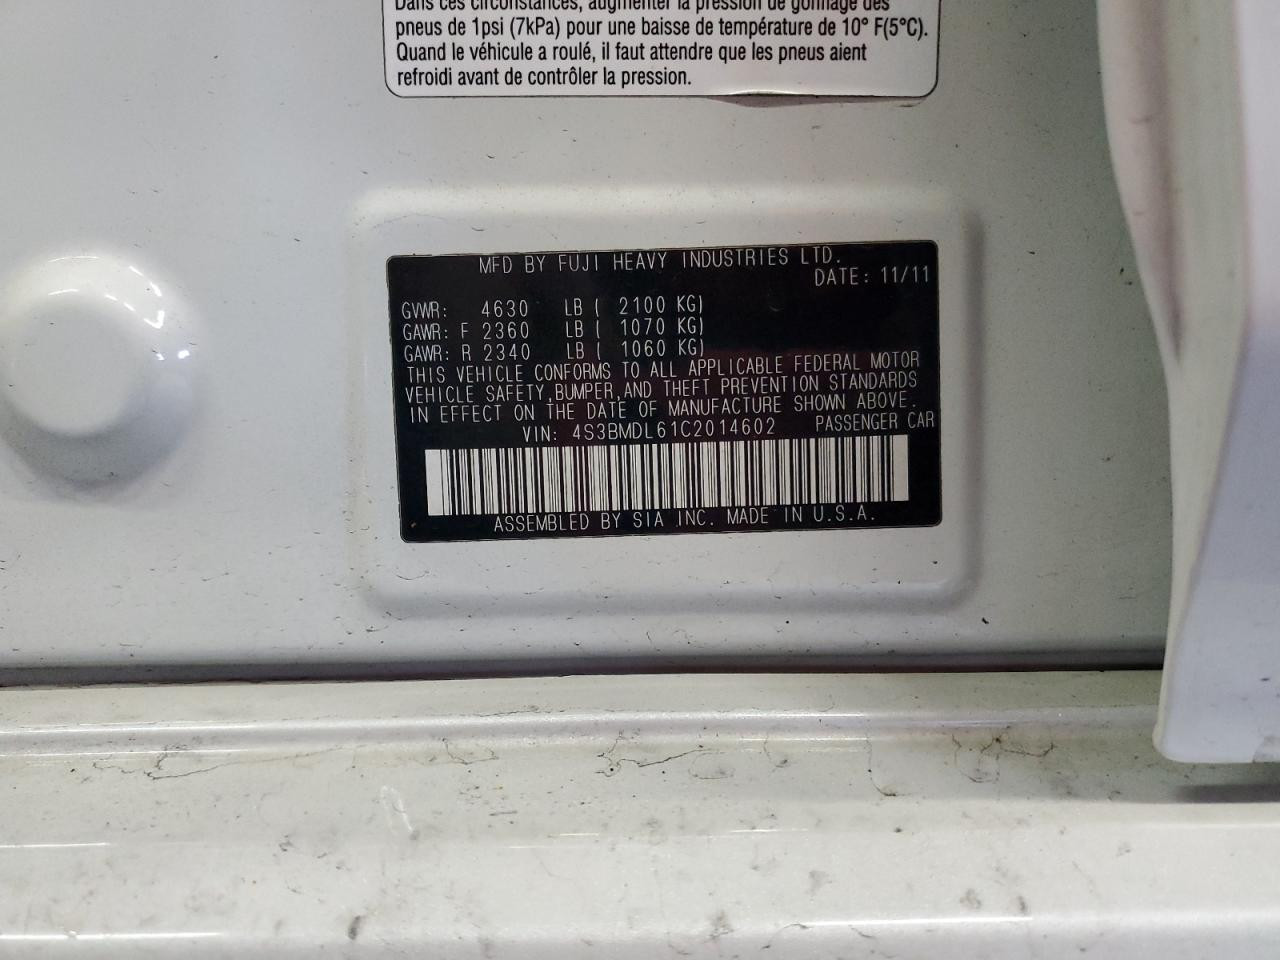 Dans ces circonstances, augmenter la pression de gonflage des
pneus de 1psi (7kPa) pour une baisse de température de 10° F(5°C).
Quand le véhicule a roulé, il faut attendre que les pneus aient
refroidi avant de contrôler la pression.
MFD BY FUJI HEAVY INDUSTRIES LTD.
DATE: 11/11
GVWR: 4630 LB ( 2100 KG)
GAWR: F 2360 LB ( 1070 KG)
GAWR: R 2340 LB ( 1060 KG)
THIS VEHICLE CONFORMS TO ALL APPLICABLE FEDERAL MOTOR
VEHICLE SAFETY,BUMPER,AND THEFT PREVENTION STANDARDS
IN EFFECT ON THE DATE OF MANUFACTURE SHOWN ABOVE.
VIN: 4S3BMDL61C2014602 PASSENGER CAR
ASSEMBLED BY SIA INC. MADE IN U.S.A.